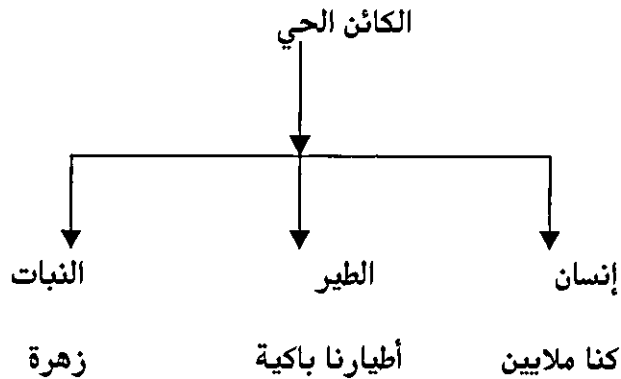 الكائن الحي
إنسان الطير النبات
كنا ملايين أطيارنا باكية زهرة